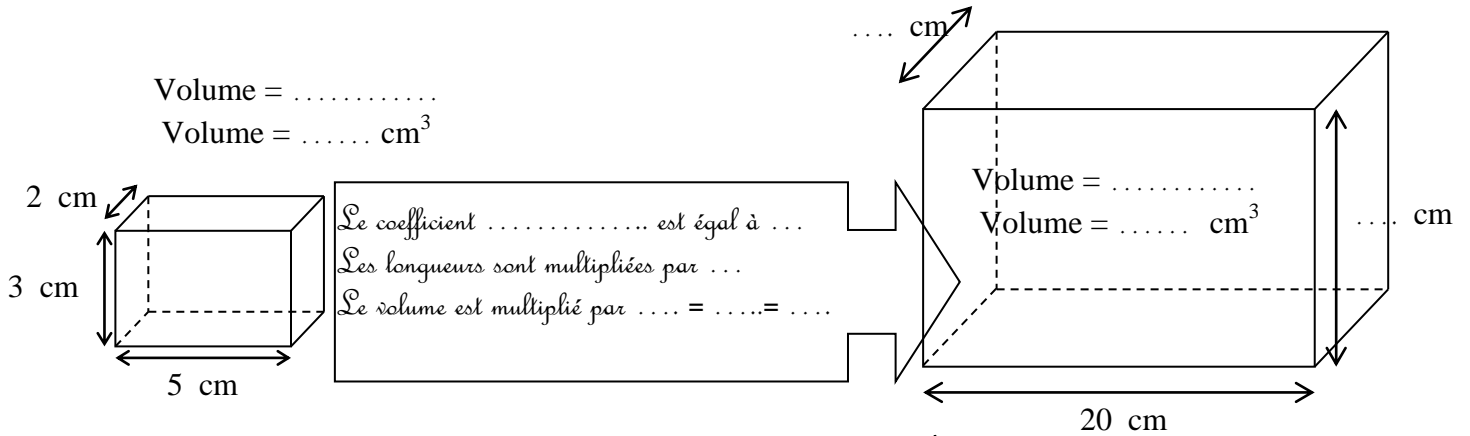 .... cm
Volume = ............
Volume = ...... cm³
2 cm
3 cm
5 cm
Le coefficient .............. est égal à ...
Les longueurs sont multipliées par ...
Le volume est multiplié par .... = .....= ....
Volume = ............
Volume = ...... cm³
.... cm
20 cm